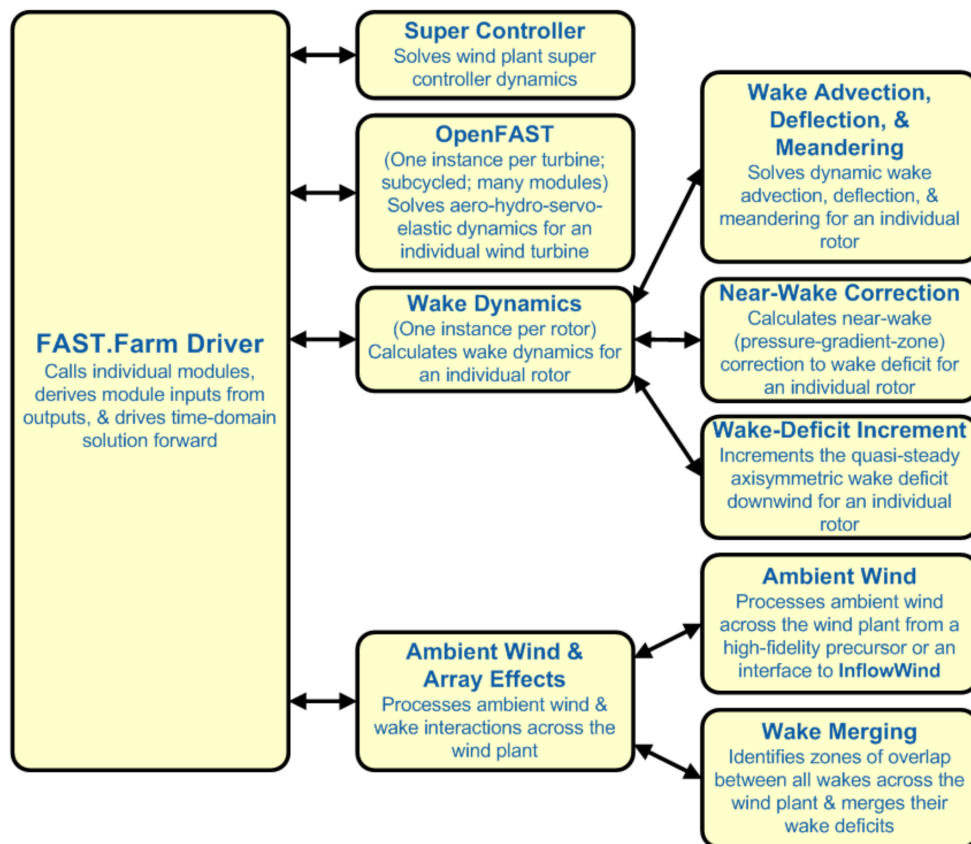 FAST.Farm Driver
Calls individual modules,
derives module inputs from
outputs, & drives time-domain
solution forward
Super Controller
Solves wind plant super
controller dynamics
OpenFAST
(One instance per turbine;
subcycled; many modules)
Solves aero-hydro-servo-
elastic dynamics for an
individual wind turbine
Wake Dynamics
(One instance per rotor)
Calculates wake dynamics for
an individual rotor
Ambient Wind &
Array Effects
Processes ambient wind &
wake interactions across the
wind plant
Wake Advection,
Deflection, &
Meandering
Solves dynamic wake
advection, deflection, &
meandering for an individual
rotor
Near-Wake Correction
Calculates near-wake
(pressure-gradient-zone)
correction to wake deficit for
an individual rotor
Wake-Deficit Increment
Increments the quasi-steady
axisymmetric wake deficit
downwind for an individual
rotor
Ambient Wind
Processes ambient wind
across the wind plant from a
high-fidelity precursor or an
interface to InflowWind
Wake Merging
Identifies zones of overlap
between all wakes across the
wind plant & merges their
wake deficits